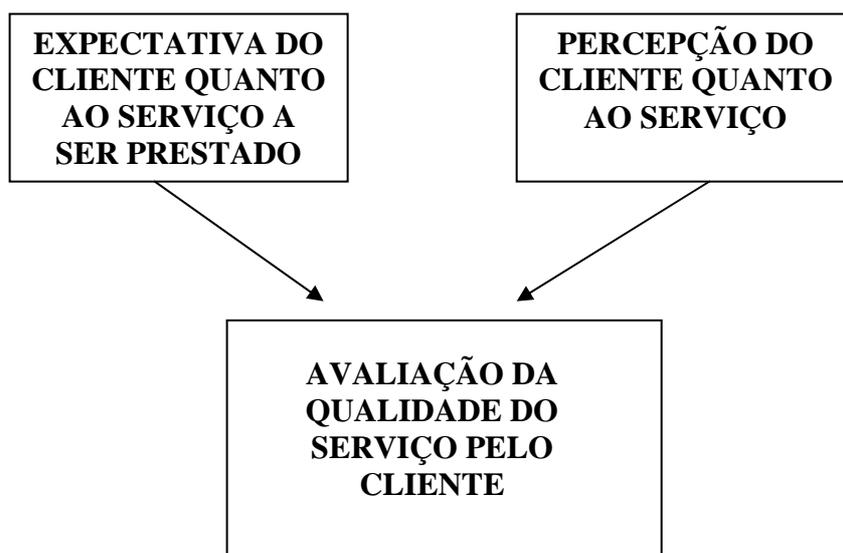 EXPECTATIVA DO
CLIENTE QUANTO
AO SERVIÇO A
SER PRESTADO
PERCEPÇÃO DO
CLIENTE QUANTO
AO SERVIÇO
AVALIAÇÃO DA
QUALIDADE DO
SERVIÇO PELO
CLIENTE